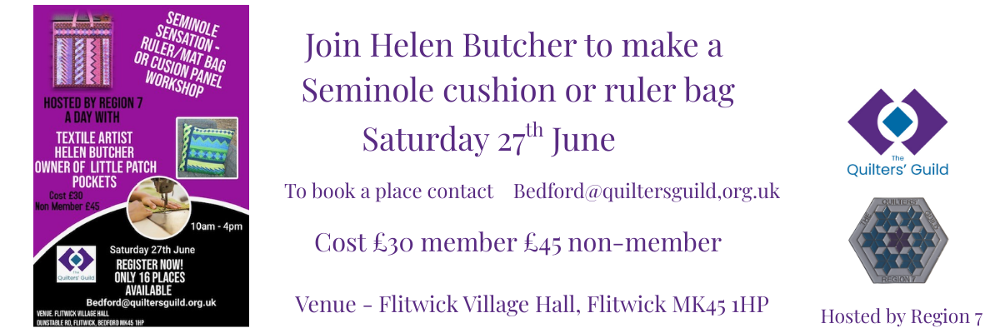 SEMINOLE
SENSATION -
RULER/MAT BAG
OR CUSION PANEL
WORKSHOP
HOSTED BY REGION 7
A DAY WITH
TEXTILE ARTIST
HELEN BUTCHER
OWNER OF LITTLE PATCH
POCKETS
Cost £30
Non Member £45
10am - 4pm
Saturday 27th June
REGISTER NOW!
ONLY 16 PLACES
AVAILABLE
Bedford@quiltersguild.org.uk
The
Quilters' Guild
VENUE. FLITWICK VILLAGE HALL
DUNSTABLE RD, FLITWICK, BEDFORD MK45 1HP
Join Helen Butcher to make a
Seminole cushion or ruler bag
Saturday 27th June
To book a place contact Bedford@quiltersguild,org.uk
Cost £30 member £45 non-member
Venue - Flitwick Village Hall, Flitwick MK45 1HP
The
Quilters' Guild
THE QUILTERS' GUILD
REGION 7
Hosted by Region 7